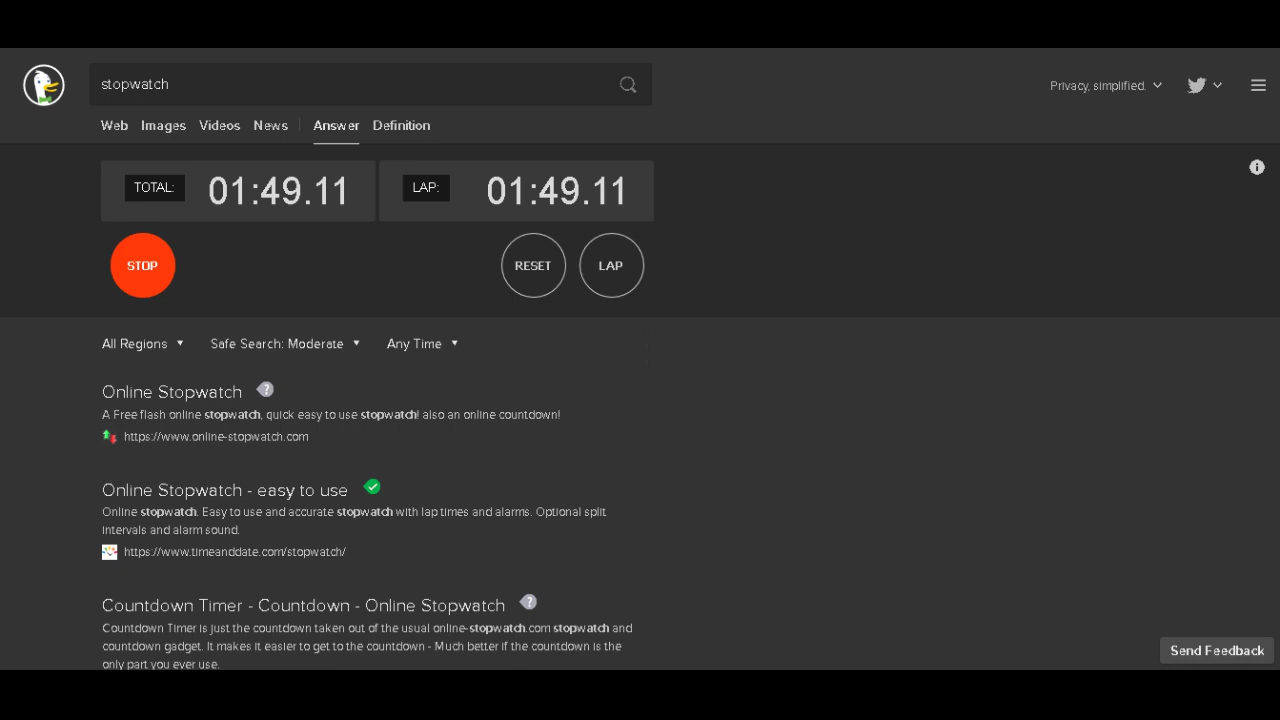 stopwatch
Privacy, simplified.
Web Images Videos News Answer Definition
TOTAL: 01:49.11 LAP: 01:49.11
STOP RESET LAP
All Regions Safe Search: Moderate Any Time
Online Stopwatch
A Free flash online stopwatch, quick easy to use stopwatch! also an online countdown!
https://www.online-stopwatch.com
Online Stopwatch - easy to use
Online stopwatch. Easy to use and accurate stopwatch with lap times and alarms. Optional split
intervals and alarm sound.
https://www.timeanddate.com/stopwatch/
Countdown Timer - Countdown - Online Stopwatch
Countdown Timer is just the countdown taken out of the usual online-stopwatch.com stopwatch and
countdown gadget. It makes it easier to get to the countdown - Much better if the countdown is the
only part you ever use.
Send Feedback